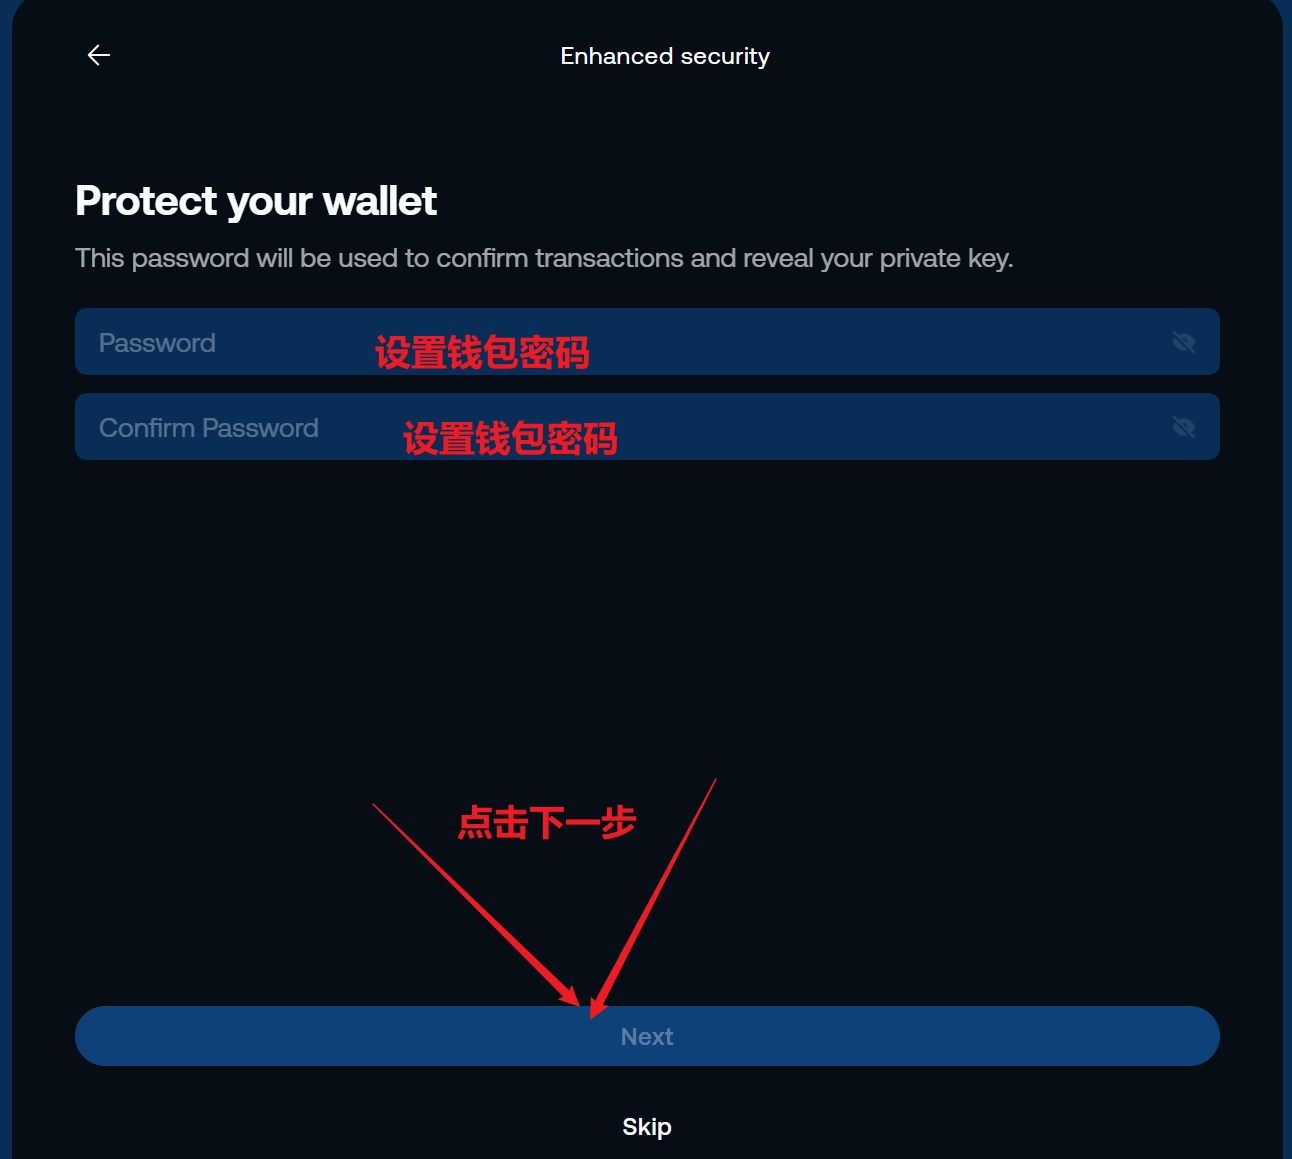 Enhanced security
Protect your wallet
This password will be used to confirm transactions and reveal your private key.
Password 设置钱包密码
Confirm Password 设置钱包密码
点击下一步
Next
Skip